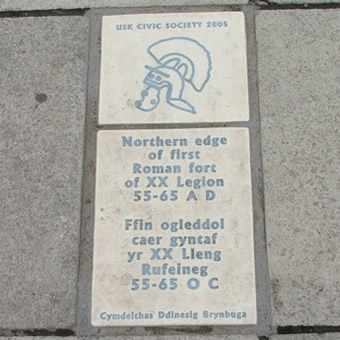 USK CIVIC SOCIETY 2005
Northern edge
of first
Roman fort
of XX Legion
55-65 A D
Ffin ogleddol
caer gyntaf
yr XX Lleng
Rufeineg
55-65 O C
Cymdeithas Ddinesig Brynbuga